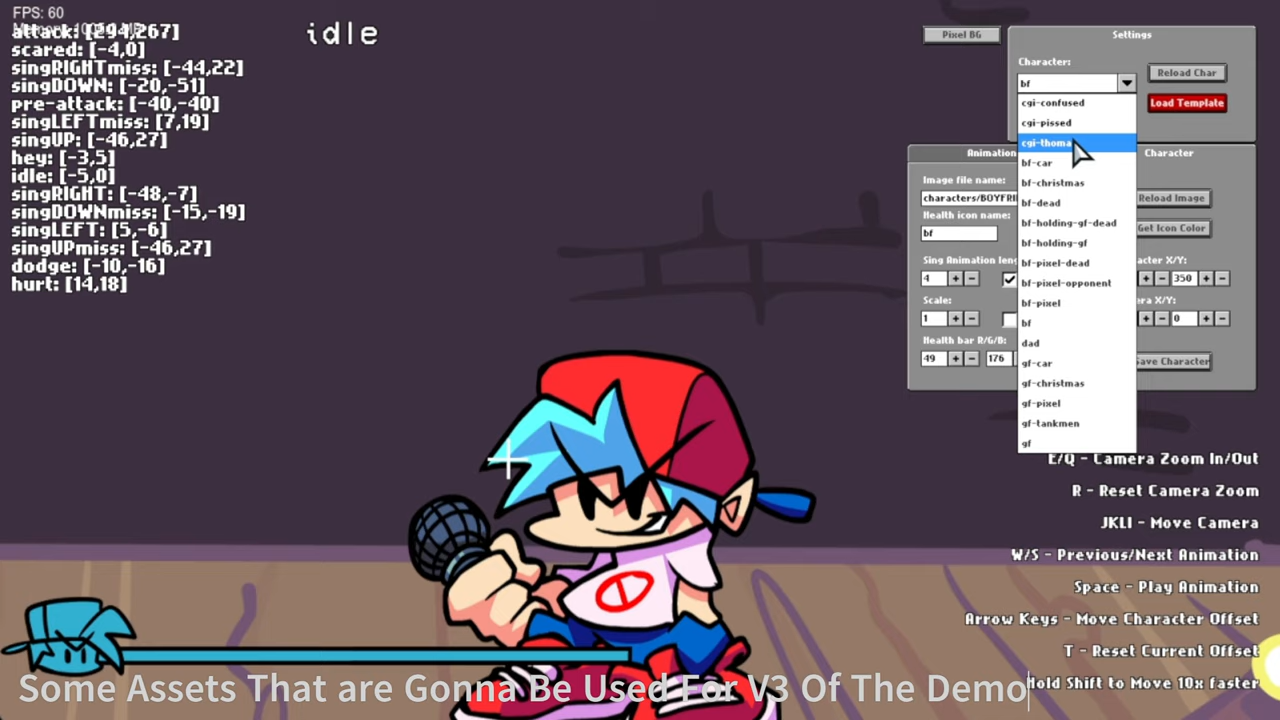 FPS: 60
attack: [294,267]
scared: [-4,0]
singRIGHTmiss: [-44,22]
singDOWN: [-20,-51]
pre-attack: [-40,-40]
singLEFTmiss: [7,19]
singUP: [-46,27]
hey: [-3,5]
idle: [-5,0]
singRIGHT: [-48,-7]
singDOWNmiss: [-15,-19]
singLEFT: [5,-6]
singUPmiss: [-46,27]
dodge: [-10,-16]
hurt: [14,18]
idle
Pixel BG
Settings
Character:
bf
Reload Char
Load Template
cgi-confused
cgi-pissed
cgi-thoma
bf-car
bf-christmas
bf-dead
bf-holding-gf-dead
bf-holding-gf
bf-pixel-dead
bf-pixel-opponent
bf-pixel
bf
dad
gf-car
gf-christmas
gf-pixel
gf-tankmen
gf
Animation
Character
Image file name:
characters/BOYFRI
Reload Image
Health icon name:
bf
Get Icon Color
Sing Animation leng
acter X/Y:
4 + -
+ - 350 + -
Scale:
era X/Y:
1 + -
+ - 0 + -
Health bar R/G/B:
49 + - 176
Save Character
E/Q - Camera Zoom In/Out
R - Reset Camera Zoom
JKLI - Move Camera
W/S - Previous/Next Animation
Space - Play Animation
Arrow Keys - Move Character Offset
T - Reset Current Offset
Hold Shift to Move 10x faster
Some Assets That are Gonna Be Used For V3 Of The Demo